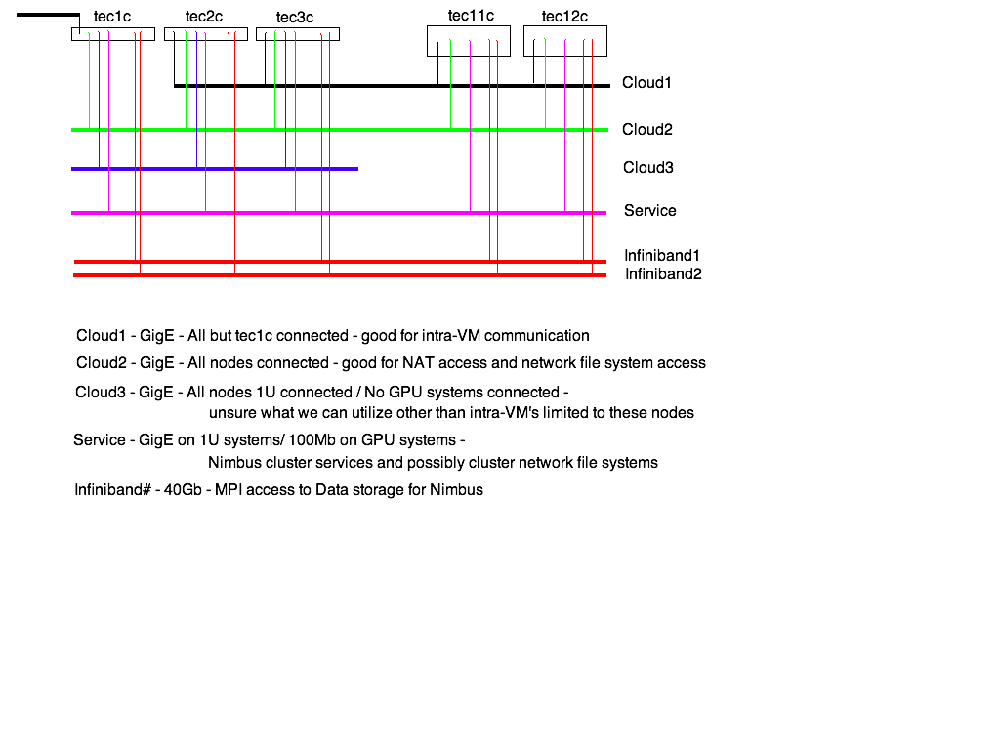 tec1c tec2c tec3c tec11c tec12c
Cloud1
Cloud2
Cloud3
Service
Infiniband1
Infiniband2
Cloud1 - GigE - All but tec1c connected - good for intra-VM communication
Cloud2 - GigE - All nodes connected - good for NAT access and network file system access
Cloud3 - GigE - All nodes 1U connected / No GPU systems connected -
unsure what we can utilize other than intra-VM's limited to these nodes
Service - GigE on 1U systems/ 100Mb on GPU systems -
Nimbus cluster services and possibly cluster network file systems
Infiniband# - 40Gb - MPI access to Data storage for Nimbus